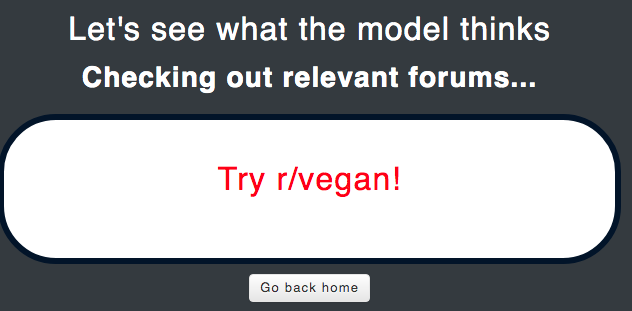 Let's see what the model thinks
Checking out relevant forums...
Try r/vegan!
Go back home